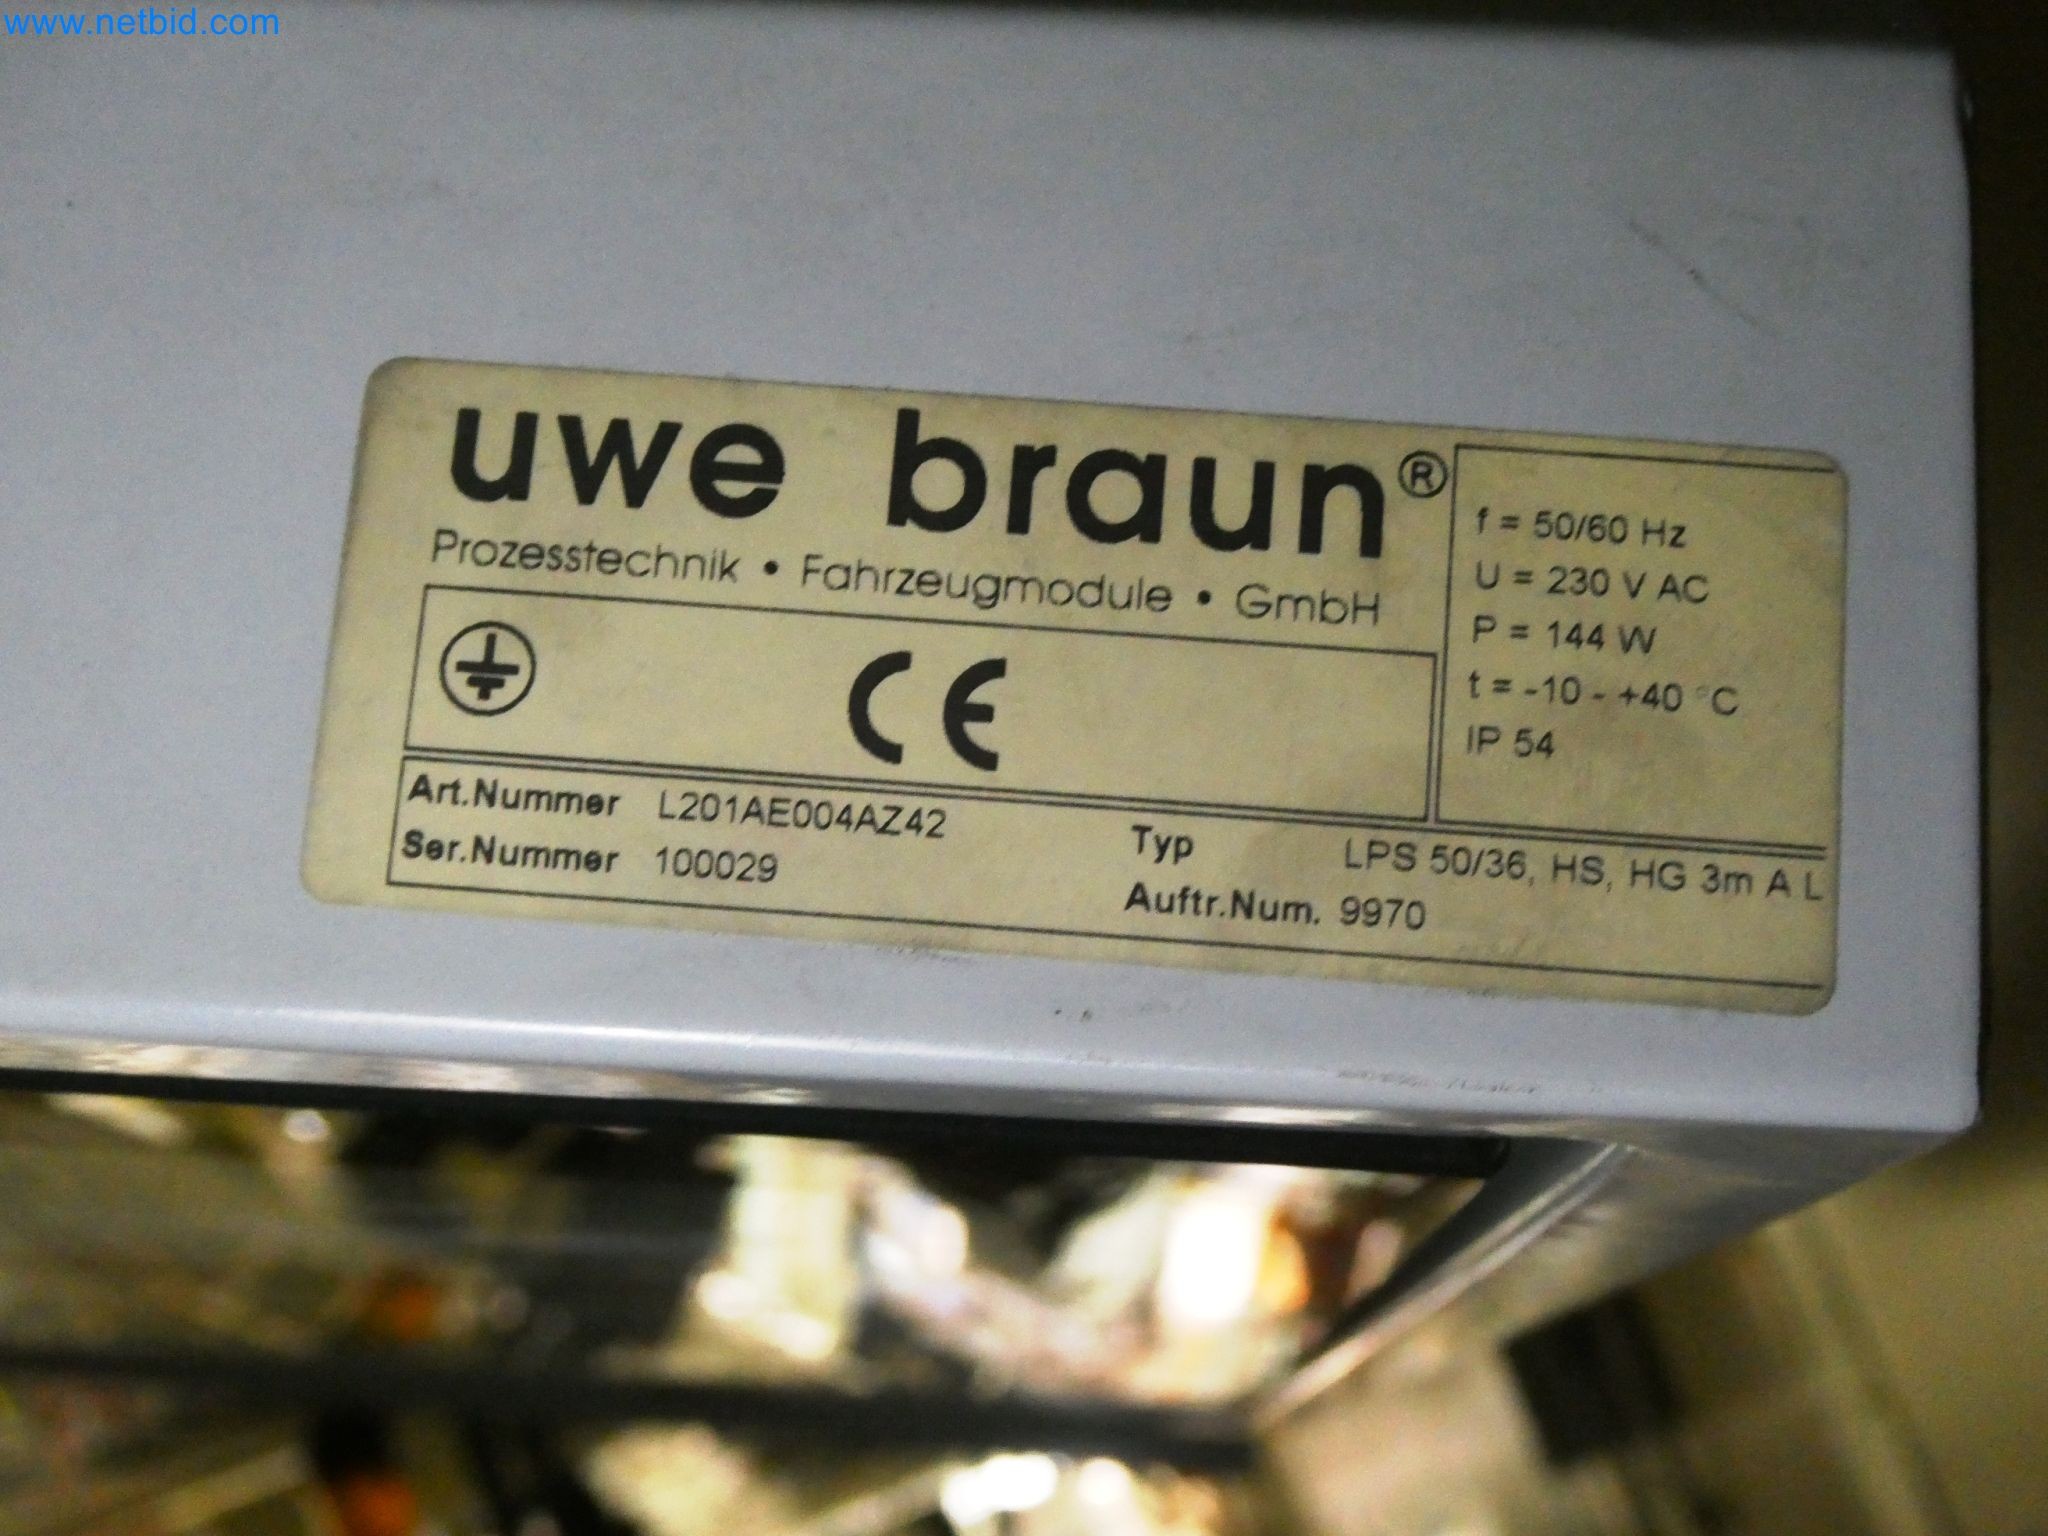 www.netbid.com
uwe braun®
Prozesstechnik • Fahrzeugmodule • GmbH
f = 50/60 Hz
U = 230 V AC
P = 144 W
t = -10 - +40 °C
IP 54
CE
Art.Nummer L201AE004AZ42
Ser.Nummer 100029
Typ LPS 50/36, HS, HG 3m A L
Auftr.Num. 9970